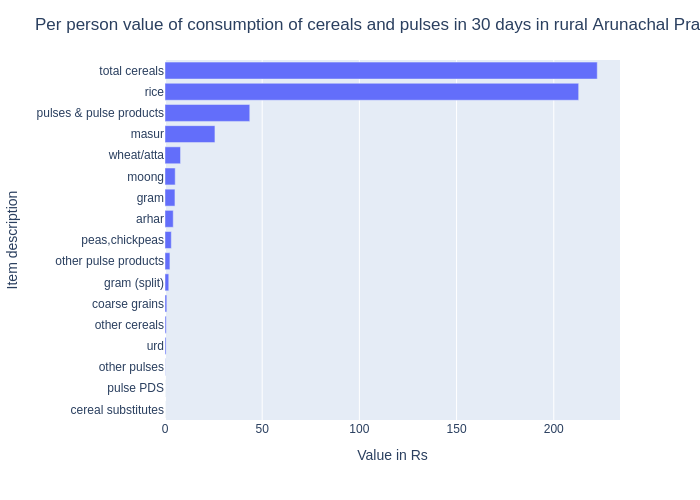 Per person value of consumption of cereals and pulses in 30 days in rural Arunachal Pra
total cereals
rice
pulses & pulse products
masur
wheat/atta
moong
gram
arhar
peas,chickpeas
other pulse products
gram (split)
coarse grains
other cereals
urd
other pulses
pulse PDS
cereal substitutes
Item description
0 50 100 150 200
Value in Rs